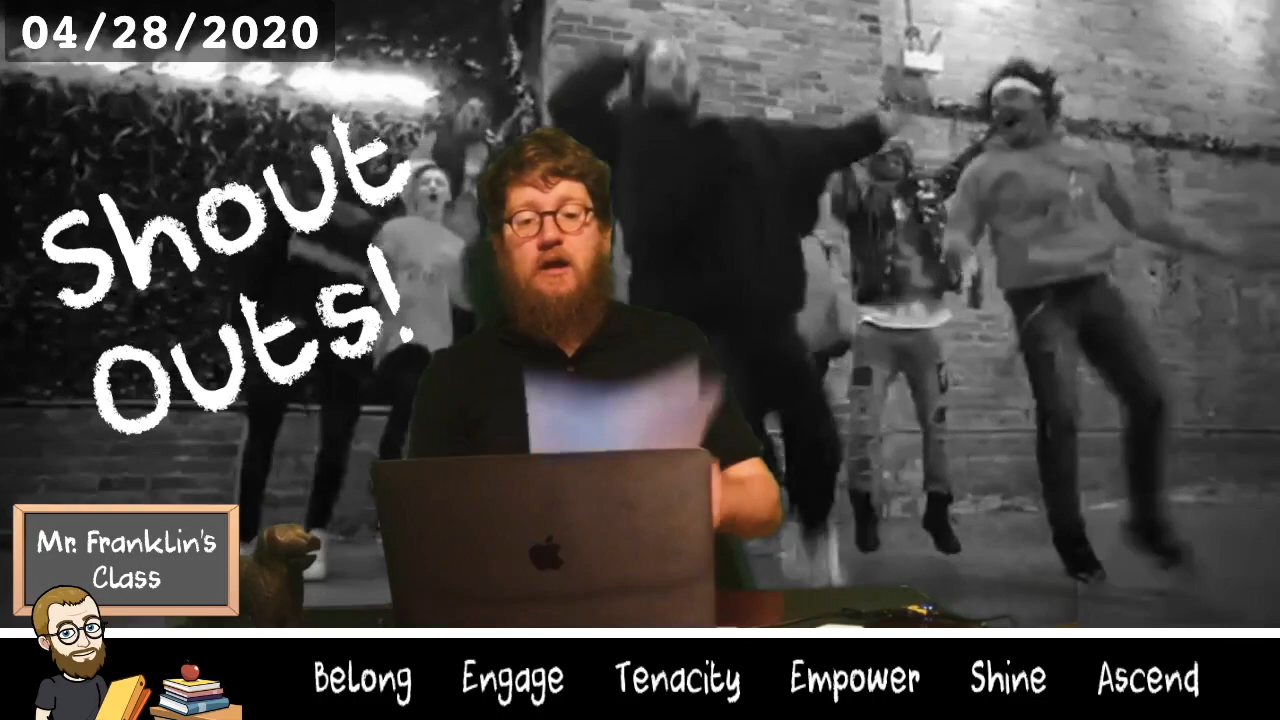 04/28/2020
Shout
Outs!
Mr. Franklin's
Class
Belong Engage Tenacity Empower Shine Ascend